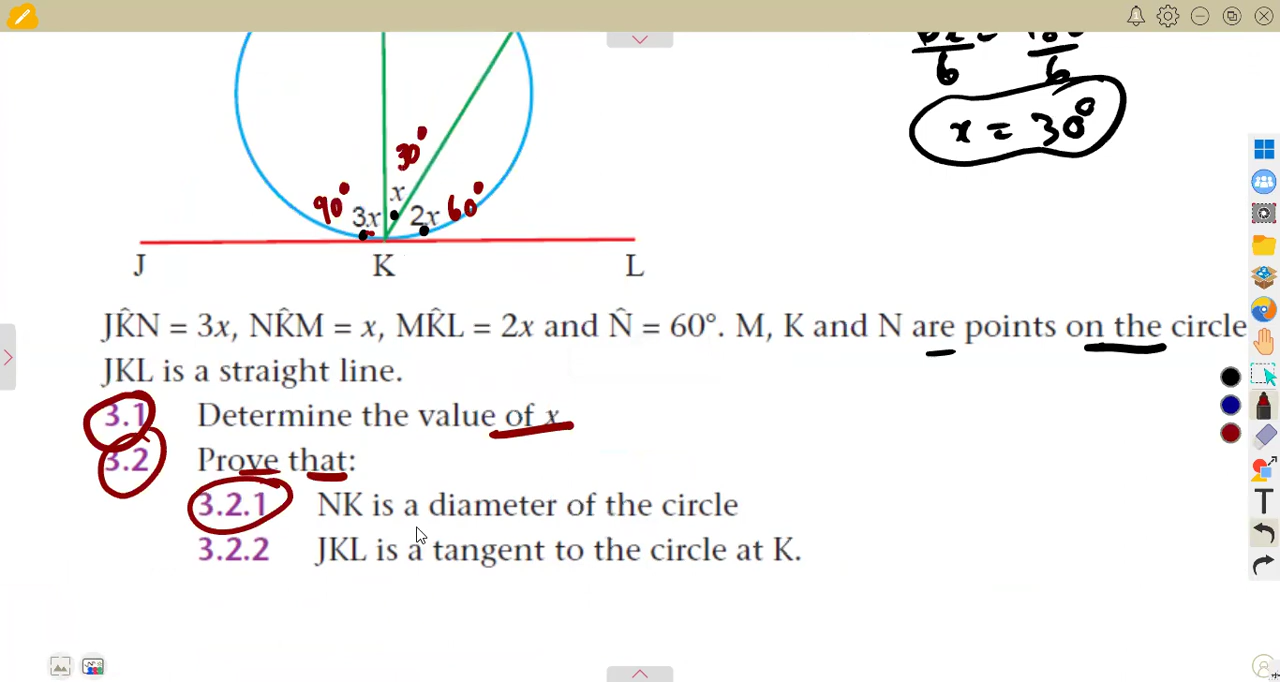 6 6
x = 30°
30°
90° 3x x 2x 60°
J K L
JK̂N = 3x, NK̂M = x, MK̂L = 2x and N̂ = 60°. M, K and N are points on the circle
JKL is a straight line.
3.1 Determine the value of x
3.2 Prove that:
3.2.1 NK is a diameter of the circle
3.2.2 JKL is a tangent to the circle at K.
T